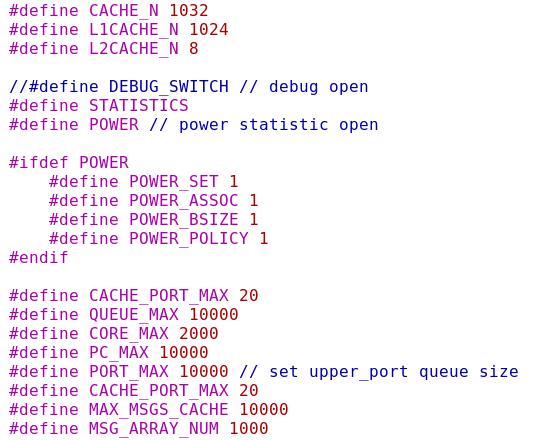 #define CACHE_N 1032
#define L1CACHE_N 1024
#define L2CACHE_N 8
//#define DEBUG_SWITCH // debug open
#define STATISTICS
#define POWER // power statistic open
#ifdef POWER
    #define POWER_SET 1
    #define POWER_ASSOC 1
    #define POWER_BSIZE 1
    #define POWER_POLICY 1
#endif
#define CACHE_PORT_MAX 20
#define QUEUE_MAX 10000
#define CORE_MAX 2000
#define PC_MAX 10000
#define PORT_MAX 10000 // set upper_port queue size
#define CACHE_PORT_MAX 20
#define MAX_MSGS_CACHE 10000
#define MSG_ARRAY_NUM 1000